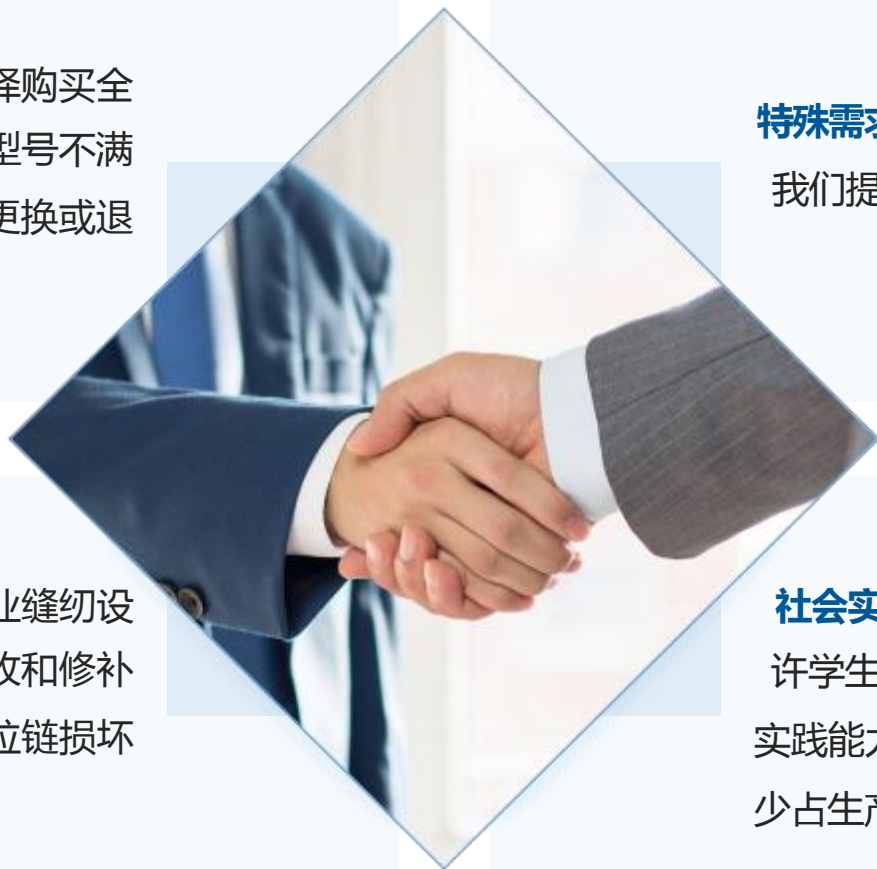 择购买全
型号不满
更换或退
特殊需求
我们提
业缝纫设
改和修补
拉链损坏
社会实
许学生
实践能力
少占生产